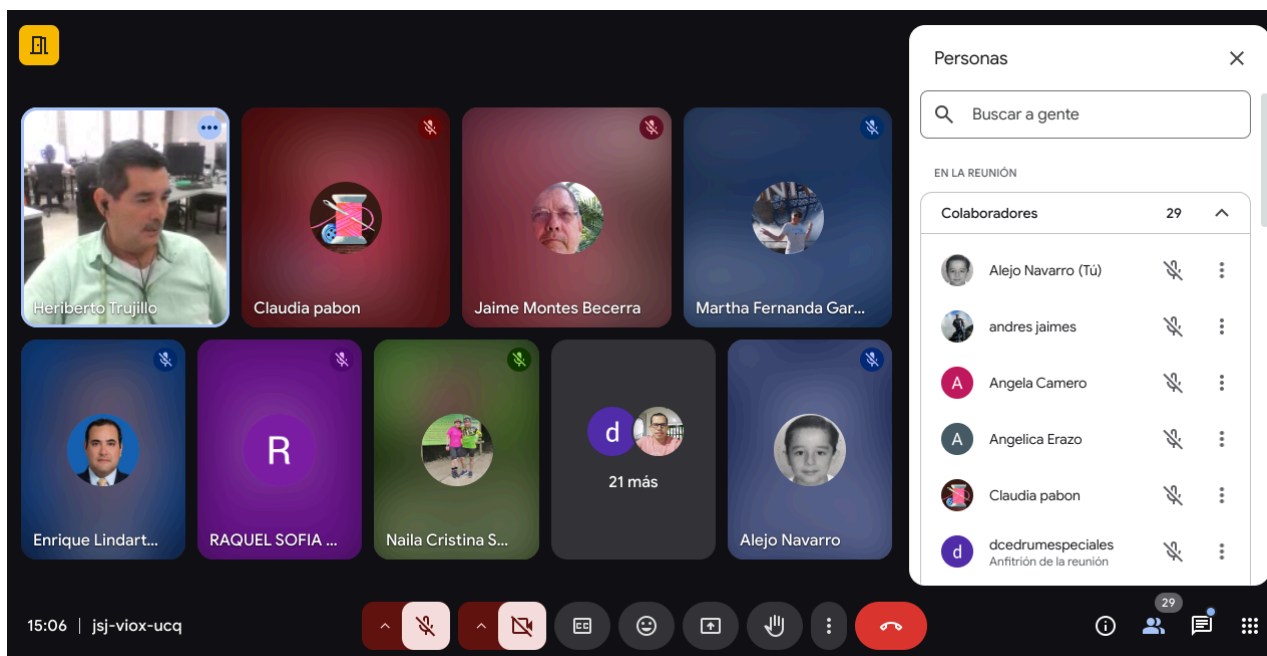 Personas
Buscar a gente
EN LA REUNIÓN
Colaboradores 29
Heriberto Trujillo
Claudia pabon
Jaime Montes Becerra
Martha Fernanda Gar...
Enrique Lindart...
R
RAQUEL SOFIA ...
Naila Cristina S...
d
21 más
Alejo Navarro
Alejo Navarro (Tú)
andres jaimes
A
Angela Camero
A
Angelica Erazo
Claudia pabon
d
dcedrumespeciales
Anfitrión de la reunión
15:06 | jsj-viox-ucq
CC
29